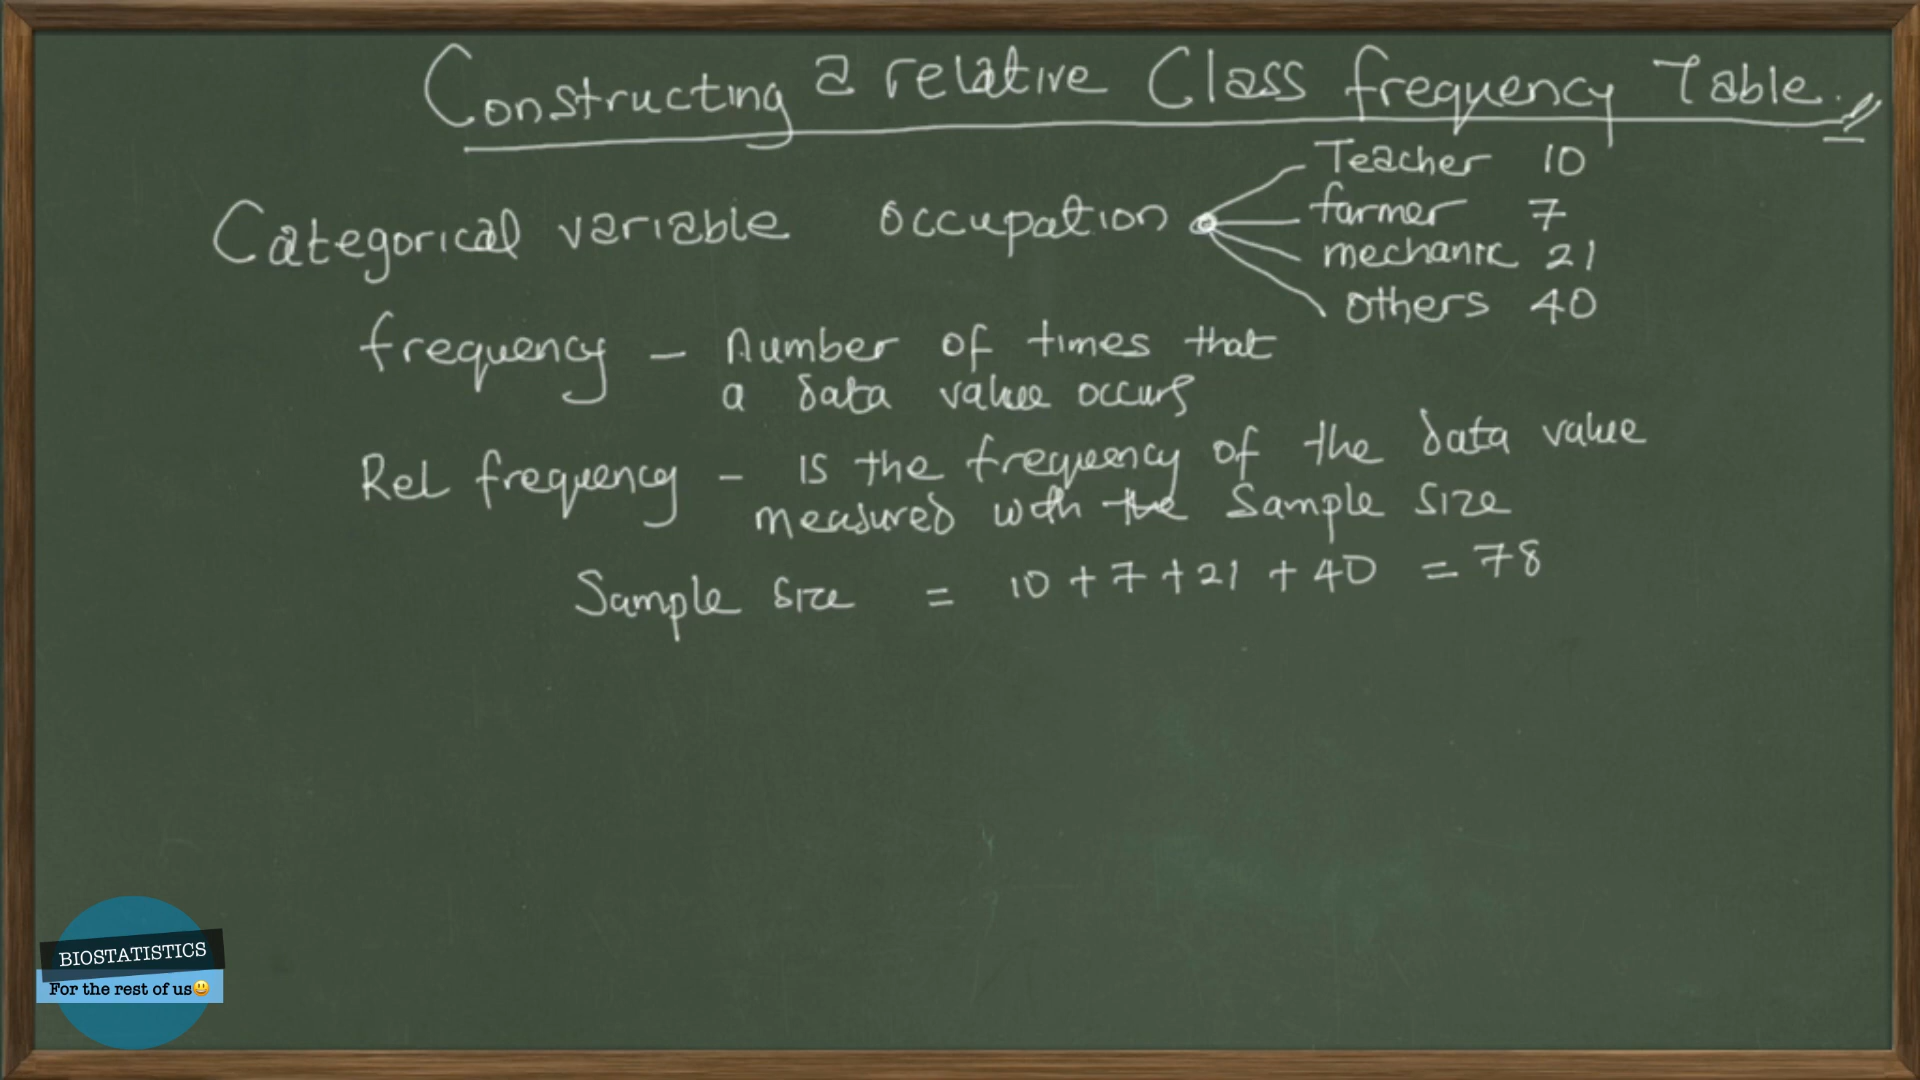 Constructing a relative Class frequency Table.
Categorical variable occupation
Teacher 10
farmer 7
mechanic 21
others 40
frequency - Number of times that
a data value occurs
Rel frequency - is the frequency of the data value
measured with the Sample size
Sample size = 10 + 7 + 21 + 40 = 78
BIOSTATISTICS
For the rest of us😃